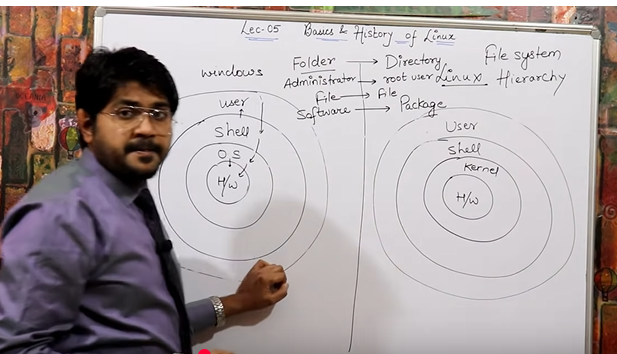 Lec-05 Basics & History of Linux
windows
Folder → Directory
Administrator → root user
File → File
Software → Package
Linux
File system
Hierarchy
user
Shell
OS
H/w
User
Shell
Kernel
H/w